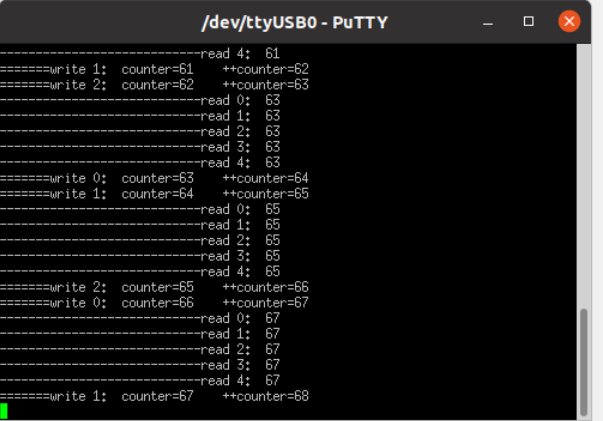 /dev/ttyUSB0 - PuTTY
----------------------------read 4:  61
=======write 1:  counter=61    ++counter=62
=======write 2:  counter=62    ++counter=63
----------------------------read 0:  63
----------------------------read 1:  63
----------------------------read 2:  63
----------------------------read 3:  63
----------------------------read 4:  63
=======write 0:  counter=63    ++counter=64
=======write 1:  counter=64    ++counter=65
----------------------------read 0:  65
----------------------------read 1:  65
----------------------------read 2:  65
----------------------------read 3:  65
----------------------------read 4:  65
=======write 2:  counter=65    ++counter=66
=======write 0:  counter=66    ++counter=67
----------------------------read 0:  67
----------------------------read 1:  67
----------------------------read 2:  67
----------------------------read 3:  67
----------------------------read 4:  67
=======write 1:  counter=67    ++counter=68